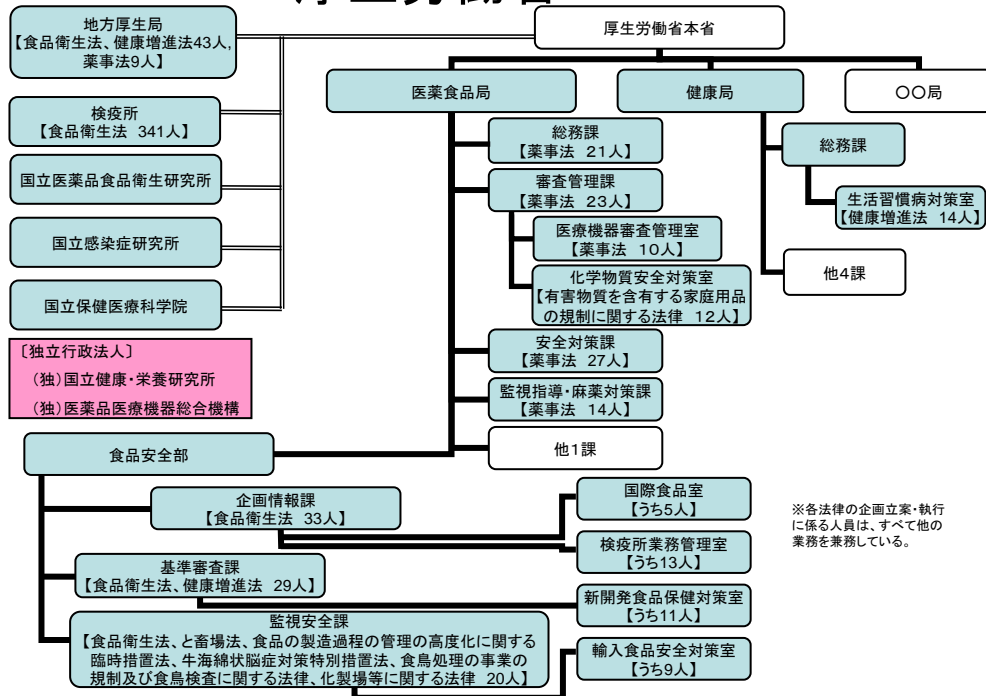 厚生労働省
地方厚生局
【食品衛生法、健康増進法43人,
薬事法9人】
厚生労働省本省
検疫所
【食品衛生法 341人】
国立医薬品食品衛生研究所
国立感染症研究所
国立保健医療科学院
〔独立行政法人〕
(独)国立健康・栄養研究所
(独)医薬品医療機器総合機構
医薬食品局
健康局
〇〇局
総務課
【薬事法 21人】
審査管理課
【薬事法 23人】
医療機器審査管理室
【薬事法 10人】
化学物質安全対策室
【有害物質を含有する家庭用品
の規制に関する法律 12人】
安全対策課
【薬事法 27人】
監視指導・麻薬対策課
【薬事法 14人】
他1課
総務課
生活習慣病対策室
【健康増進法 14人】
他4課
食品安全部
企画情報課
【食品衛生法 33人】
国際食品室
【うち5人】
検疫所業務管理室
【うち13人】
基準審査課
【食品衛生法、健康増進法 29人】
新開発食品保健対策室
【うち11人】
監視安全課
【食品衛生法、と畜場法、食品の製造過程の管理の高度化に関する
臨時措置法、牛海綿状脳症対策特別措置法、食鳥処理の事業の
規制及び食鳥検査に関する法律、化製場等に関する法律 20人】
輸入食品安全対策室
【うち9人】
※各法律の企画立案・執行
に係る人員は、すべて他の
業務を兼務している。